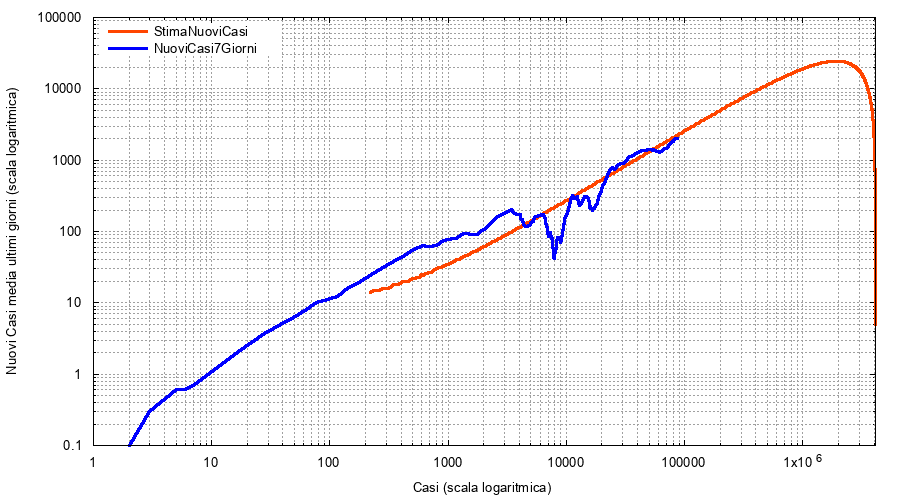 StimaNuoviCasi
NuoviCasi7Giorni
100000
10000
1000
100
10
1
0.1
Nuovi Casi media ultimi giorni (scala logaritmica)
1
10
100
1000
10000
100000
1x10 6
Casi (scala logaritmica)